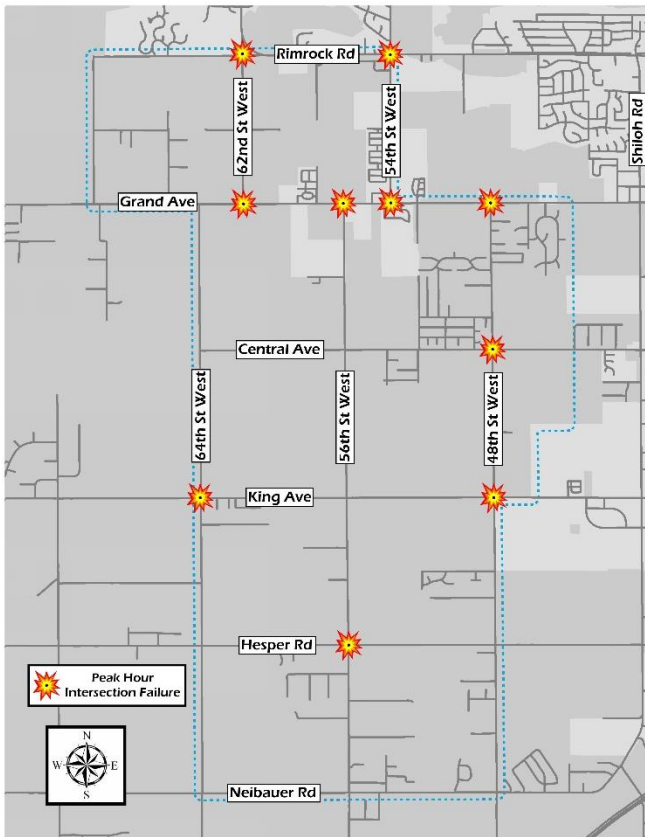 Rimrock Rd
62nd St West
54th St West
Shiloh Rd
Grand Ave
Central Ave
64th St West
56th St West
48th St West
King Ave
Hesper Rd
Peak Hour
Intersection Failure
N
W E
S
Neibauer Rd